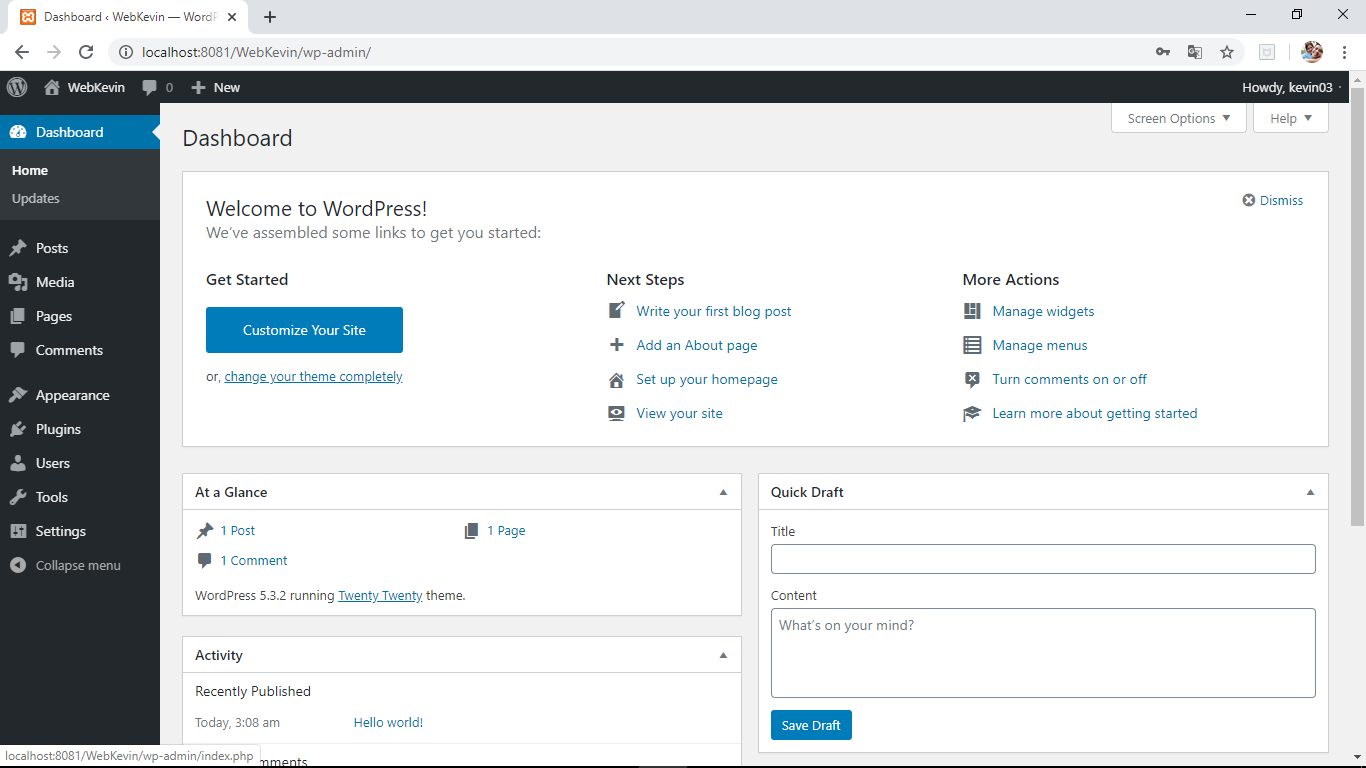 Dashboard ‹ WebKevin — WordP
localhost:8081/WebKevin/wp-admin/
WebKevin 0 New
Howdy, kevin03
Dashboard
Home
Updates
Posts
Media
Pages
Comments
Appearance
Plugins
Users
Tools
Settings
Collapse menu
Screen Options
Help
Dashboard
Welcome to WordPress!
We've assembled some links to get you started:
Dismiss
Get Started
Customize Your Site
or, change your theme completely
Next Steps
Write your first blog post
Add an About page
Set up your homepage
View your site
More Actions
Manage widgets
Manage menus
Turn comments on or off
Learn more about getting started
At a Glance
1 Post
1 Page
1 Comment
WordPress 5.3.2 running Twenty Twenty theme.
Activity
Recently Published
Today, 3:08 am Hello world!
Quick Draft
Title
Content
What's on your mind?
Save Draft
localhost:8081/WebKevin/wp-admin/index.php